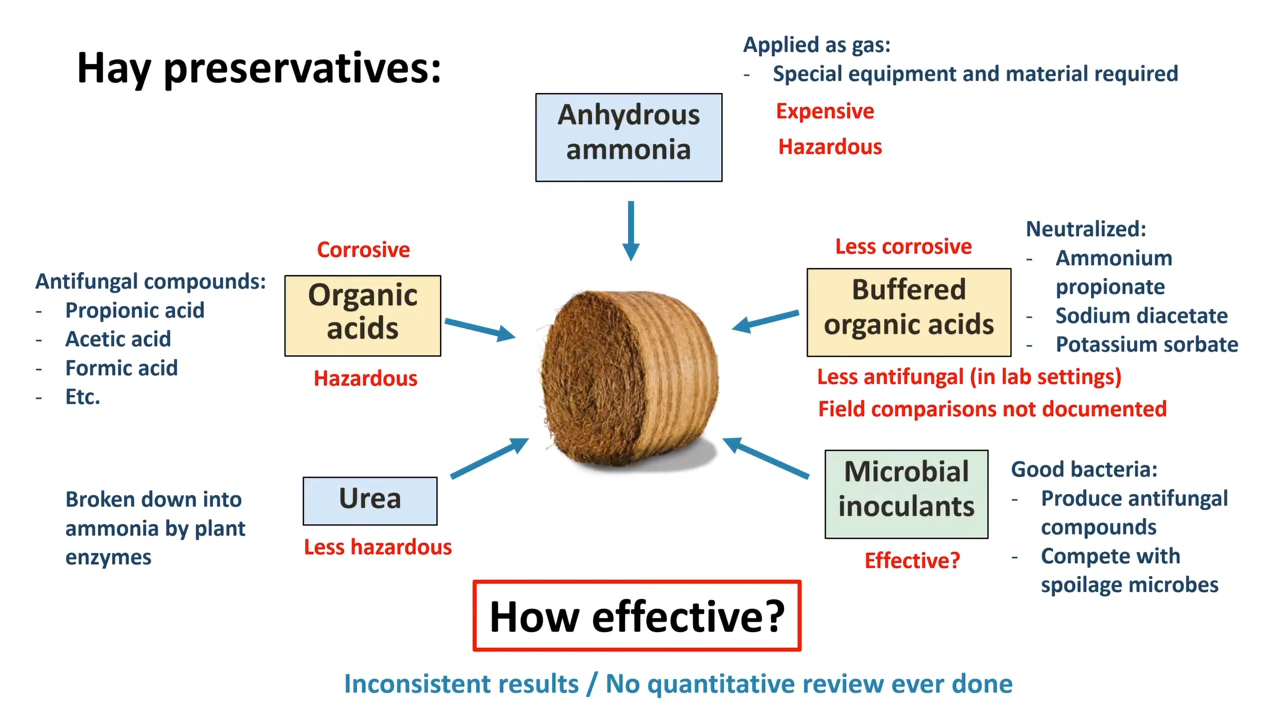 Hay preservatives:
Applied as gas:
- Special equipment and material required
Expensive
Hazardous
Anhydrous
ammonia
Corrosive
Antifungal compounds:
- Propionic acid
- Acetic acid
- Formic acid
- Etc.
Organic
acids
Hazardous
Less corrosive
Buffered
organic acids
Neutralized:
- Ammonium
propionate
- Sodium diacetate
- Potassium sorbate
Less antifungal (in lab settings)
Field comparisons not documented
Broken down into
ammonia by plant
enzymes
Urea
Less hazardous
Microbial
inoculants
Effective?
Good bacteria:
- Produce antifungal
compounds
- Compete with
spoilage microbes
How effective?
Inconsistent results / No quantitative review ever done